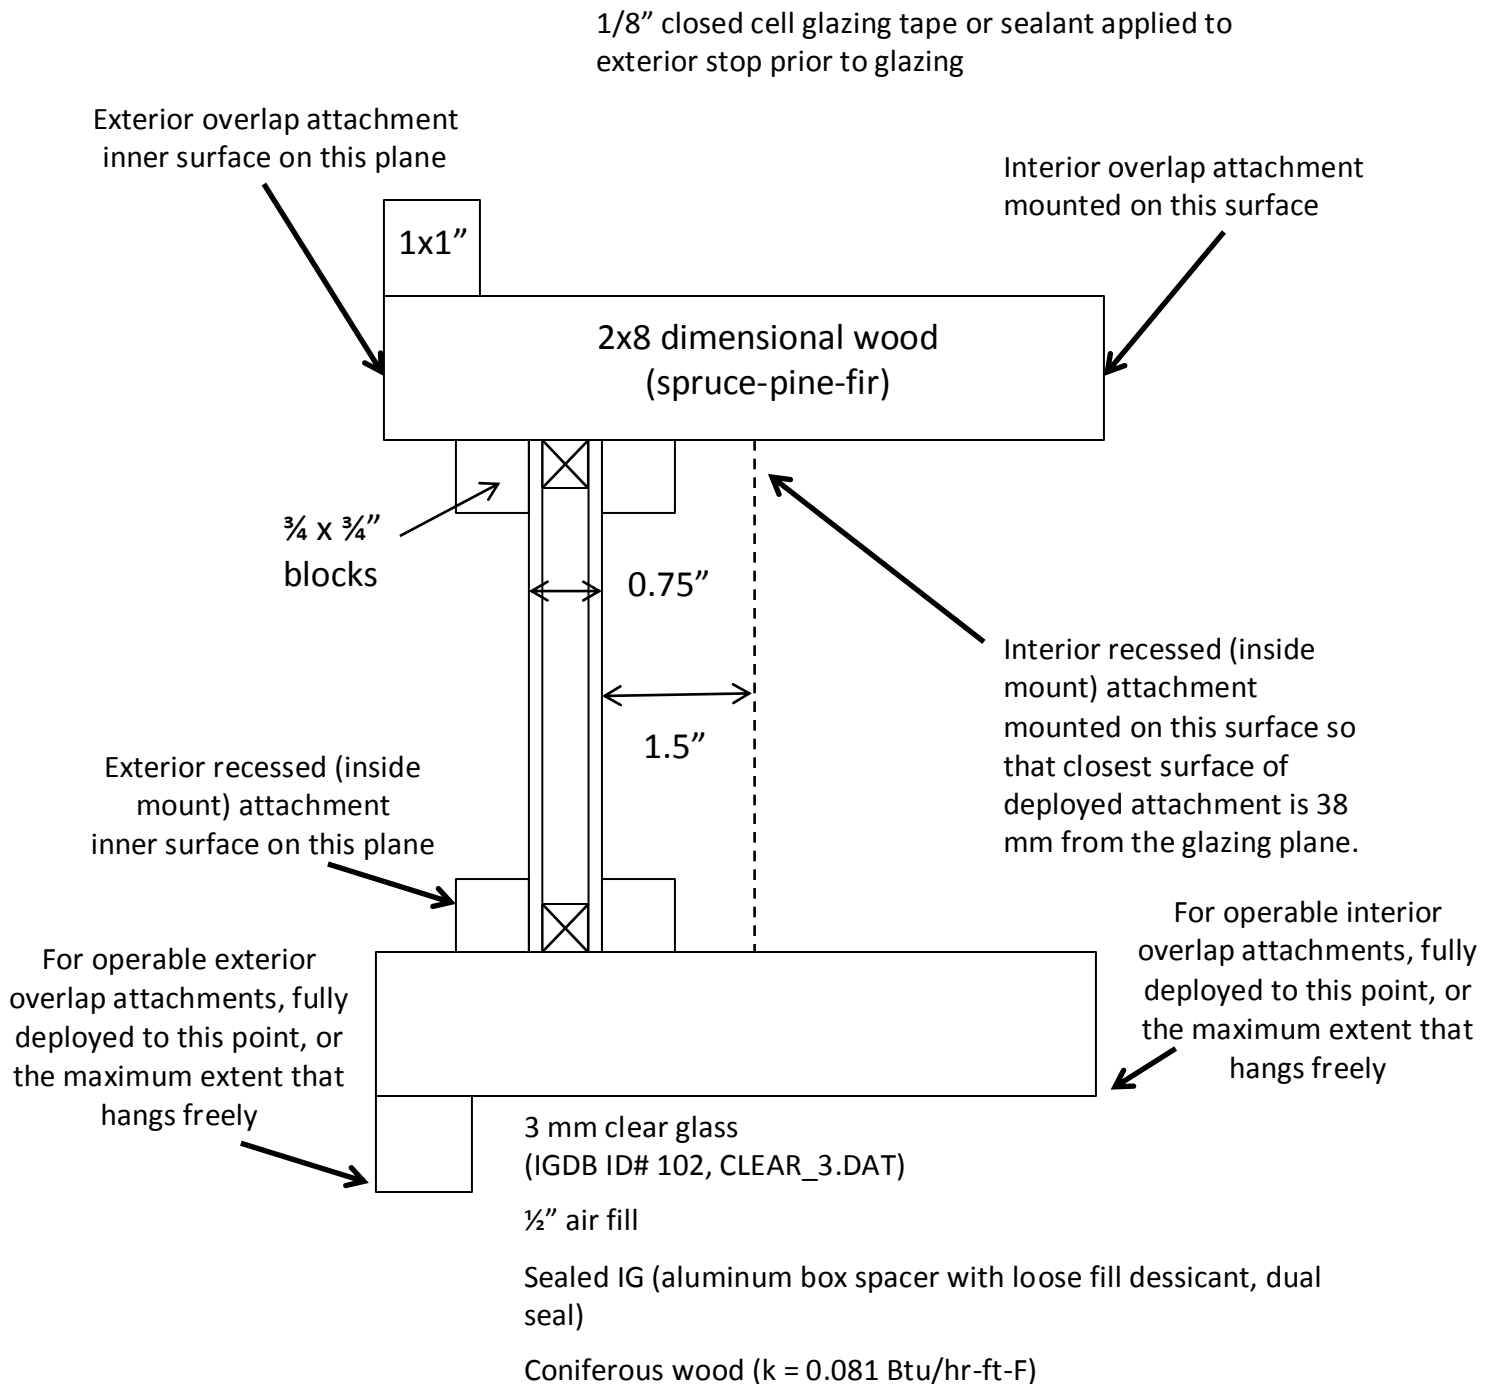 1/8” closed cell glazing tape or sealant applied to
exterior stop prior to glazing
Exterior overlap attachment
inner surface on this plane
Interior overlap attachment
mounted on this surface
1x1”
2x8 dimensional wood
(spruce-pine-fir)
¾ x ¾”
blocks
0.75”
1.5”
Interior recessed (inside
mount) attachment
mounted on this surface so
that closest surface of
deployed attachment is 38
mm from the glazing plane.
Exterior recessed (inside
mount) attachment
inner surface on this plane
For operable exterior
overlap attachments, fully
deployed to this point, or
the maximum extent that
hangs freely
For operable interior
overlap attachments, fully
deployed to this point, or
the maximum extent that
hangs freely
3 mm clear glass
(IGDB ID# 102, CLEAR_3.DAT)
½” air fill
Sealed IG (aluminum box spacer with loose fill dessicant, dual
seal)
Coniferous wood (k = 0.081 Btu/hr-ft-F)